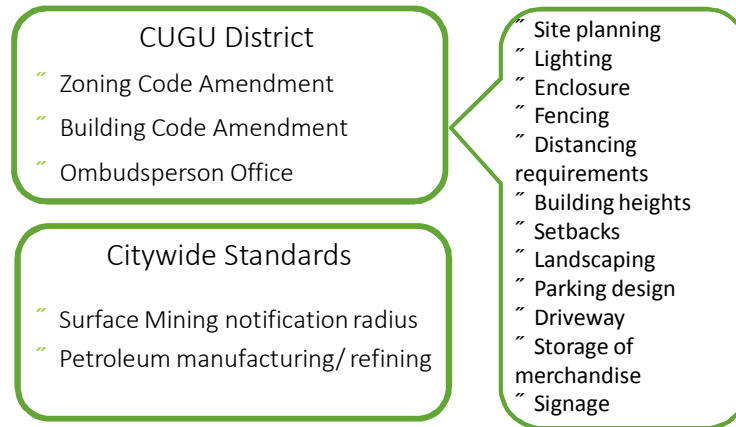 CUGU District
˝ Zoning Code Amendment
˝ Building Code Amendment
˝ Ombudsperson Office
Citywide Standards
˝ Surface Mining notification radius
˝ Petroleum manufacturing/ refining
˝ Site planning
˝ Lighting
˝ Enclosure
˝ Fencing
˝ Distancing
requirements
˝ Building heights
˝ Setbacks
˝ Landscaping
˝ Parking design
˝ Driveway
˝ Storage of
merchandise
˝ Signage